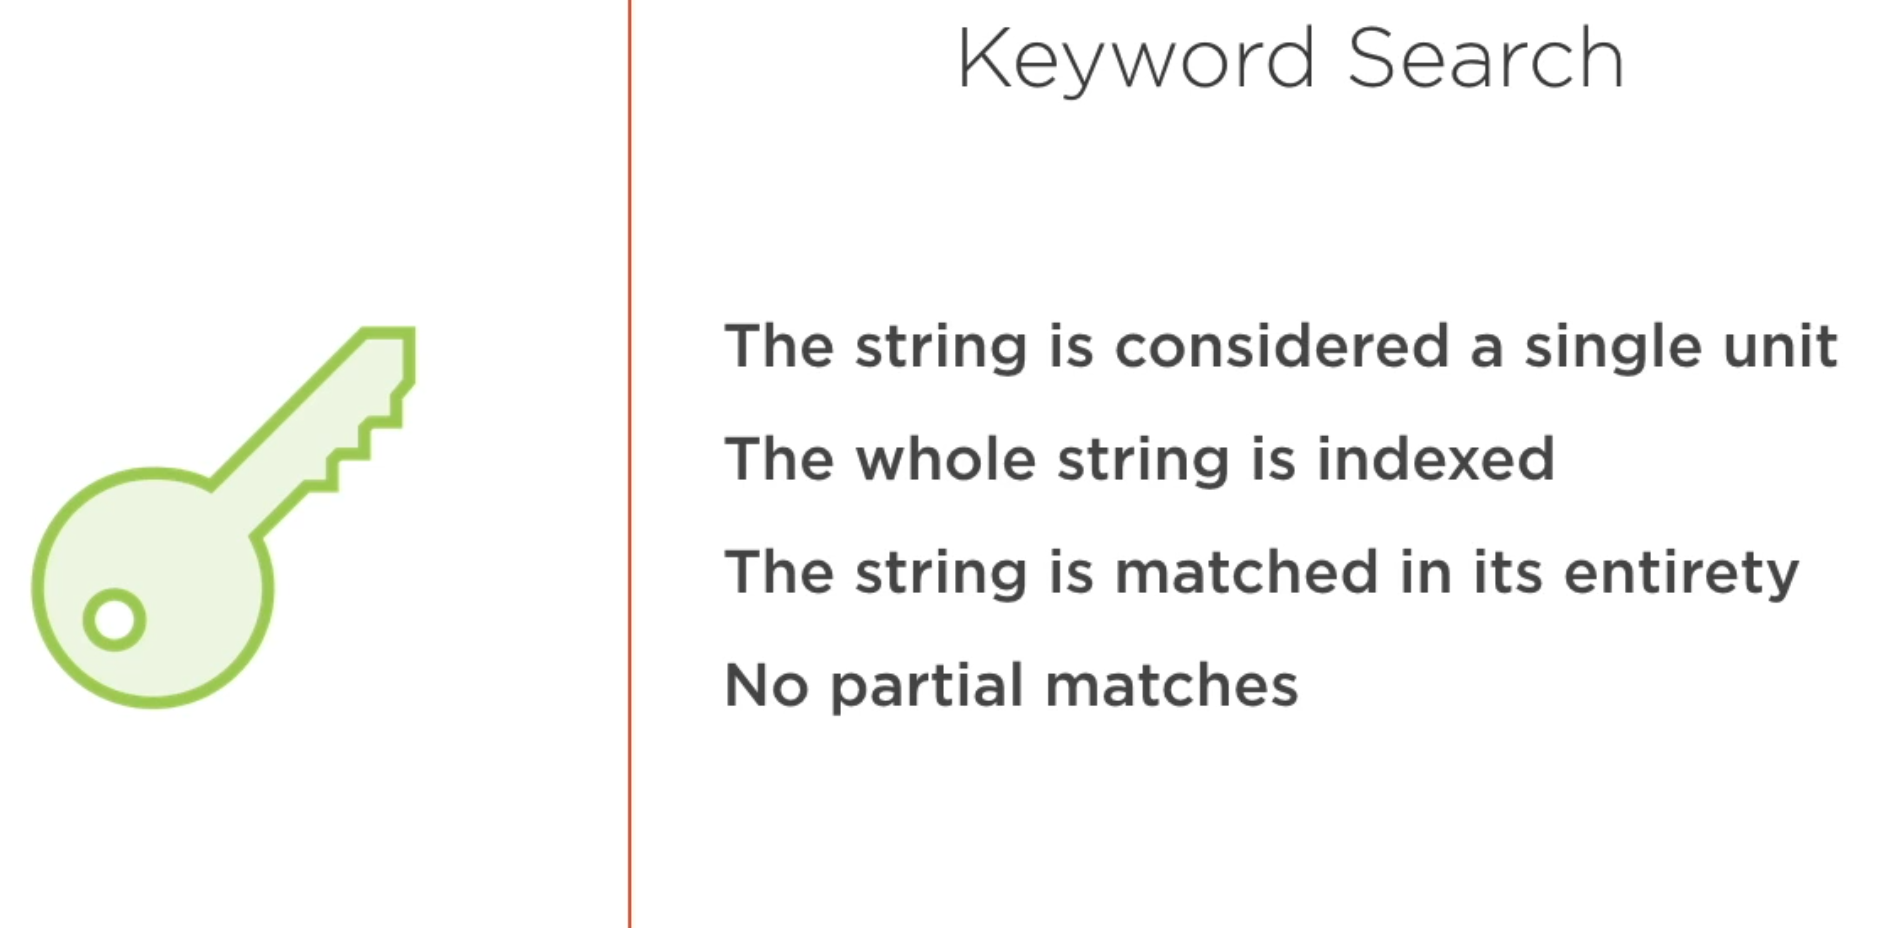 Keyword Search
The string is considered a single unit
The whole string is indexed
The string is matched in its entirety
No partial matches